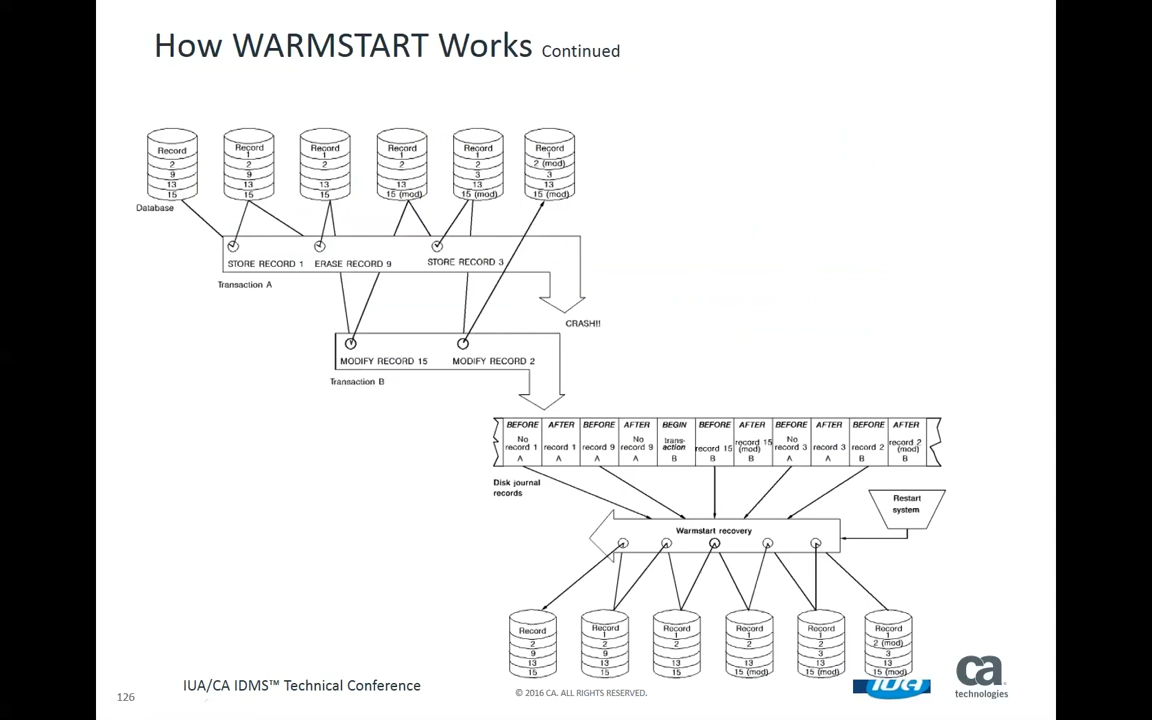 How WARMSTART Works Continued
Record
2
9
13
15
Record
1
2
9
13
15
Record
1
2
13
15
Record
1
2
13
15 (mod)
Record
1
2
3
13
15 (mod)
Record
1
2 (mod)
3
13
15 (mod)
Database
STORE RECORD 1
ERASE RECORD 9
STORE RECORD 3
Transaction A
CRASH!!
MODIFY RECORD 15
MODIFY RECORD 2
Transaction B
BEFORE
No
record 1
A
AFTER
record 1
A
BEFORE
record 9
A
AFTER
No
record 9
A
BEGIN
trans-
action
B
BEFORE
record 15
B
AFTER
record 15
(mod)
B
BEFORE
No
record 3
A
AFTER
record 3
A
BEFORE
record 2
B
AFTER
record 2
(mod)
B
Disk journal
records
Restart
system
Warmstart recovery
Record
2
9
13
15
Record
1
2
9
13
15
Record
1
2
13
15
Record
1
2
13
15 (mod)
Record
1
2
3
13
15 (mod)
Record
1
2 (mod)
3
13
15 (mod)
126
IUA/CA IDMS™ Technical Conference
© 2016 CA. ALL RIGHTS RESERVED.
IUA
ca
technologies